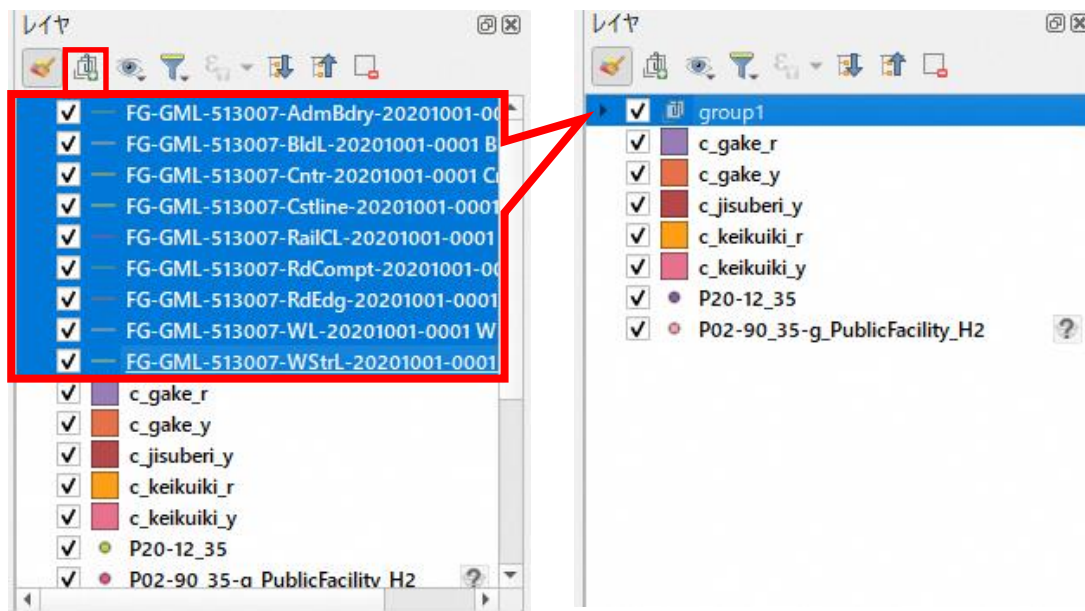 レイヤ
FG-GML-513007-AdmBdry-20201001-00
FG-GML-513007-BldL-20201001-0001 B
FG-GML-513007-Cntr-20201001-0001 C
FG-GML-513007-Cstline-20201001-0001
FG-GML-513007-RailCL-20201001-0001
FG-GML-513007-RdCompt-20201001-00
FG-GML-513007-RdEdg-20201001-0001
FG-GML-513007-WL-20201001-0001 W
FG-GML-513007-WStrL-20201001-0001
c_gake_r
c_gake_y
c_jisuberi_y
c_keikuiki_r
c_keikuiki_y
P20-12_35
P02-90_35-g_PublicFacility_H2 ?
レイヤ
group1
c_gake_r
c_gake_y
c_jisuberi_y
c_keikuiki_r
c_keikuiki_y
P20-12_35
P02-90_35-g_PublicFacility_H2 ?